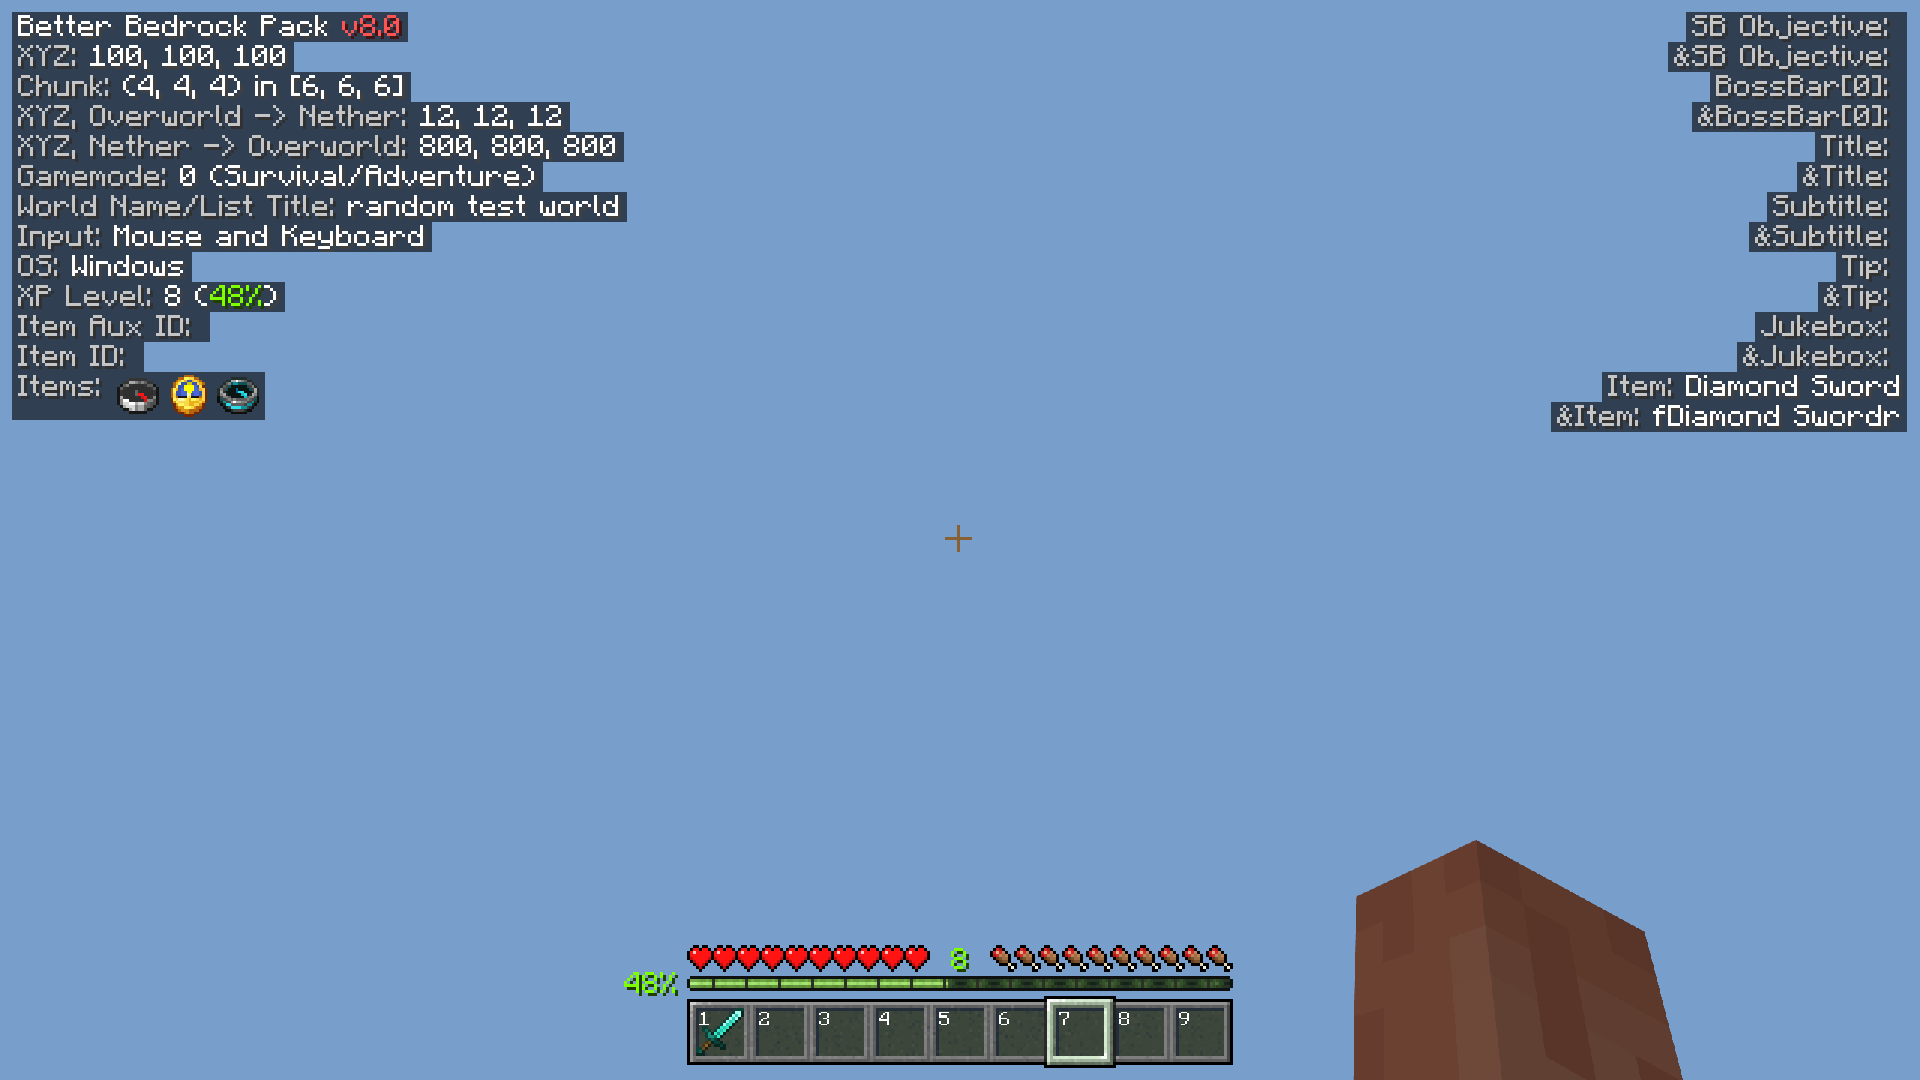 Better Bedrock Pack v8.0
XYZ: 100, 100, 100
Chunk: (4, 4, 4) in [6, 6, 6]
XYZ, Overworld -> Nether: 12, 12, 12
XYZ, Nether -> Overworld: 800, 800, 800
Gamemode: 0 (Survival/Adventure)
World Name/List Title: random test world
Input: Mouse and Keyboard
OS: Windows
XP Level: 8 (48%)
Item Aux ID:
Item ID:
Items:
SB Objective:
&SB Objective:
BossBar[0]:
&BossBar[0]:
Title:
&Title:
Subtitle:
&Subtitle:
Tip:
&Tip:
Jukebox:
&Jukebox:
Item: Diamond Sword
&Item: fDiamond Swordr
8
48%
1 2 3 4 5 6 7 8 9